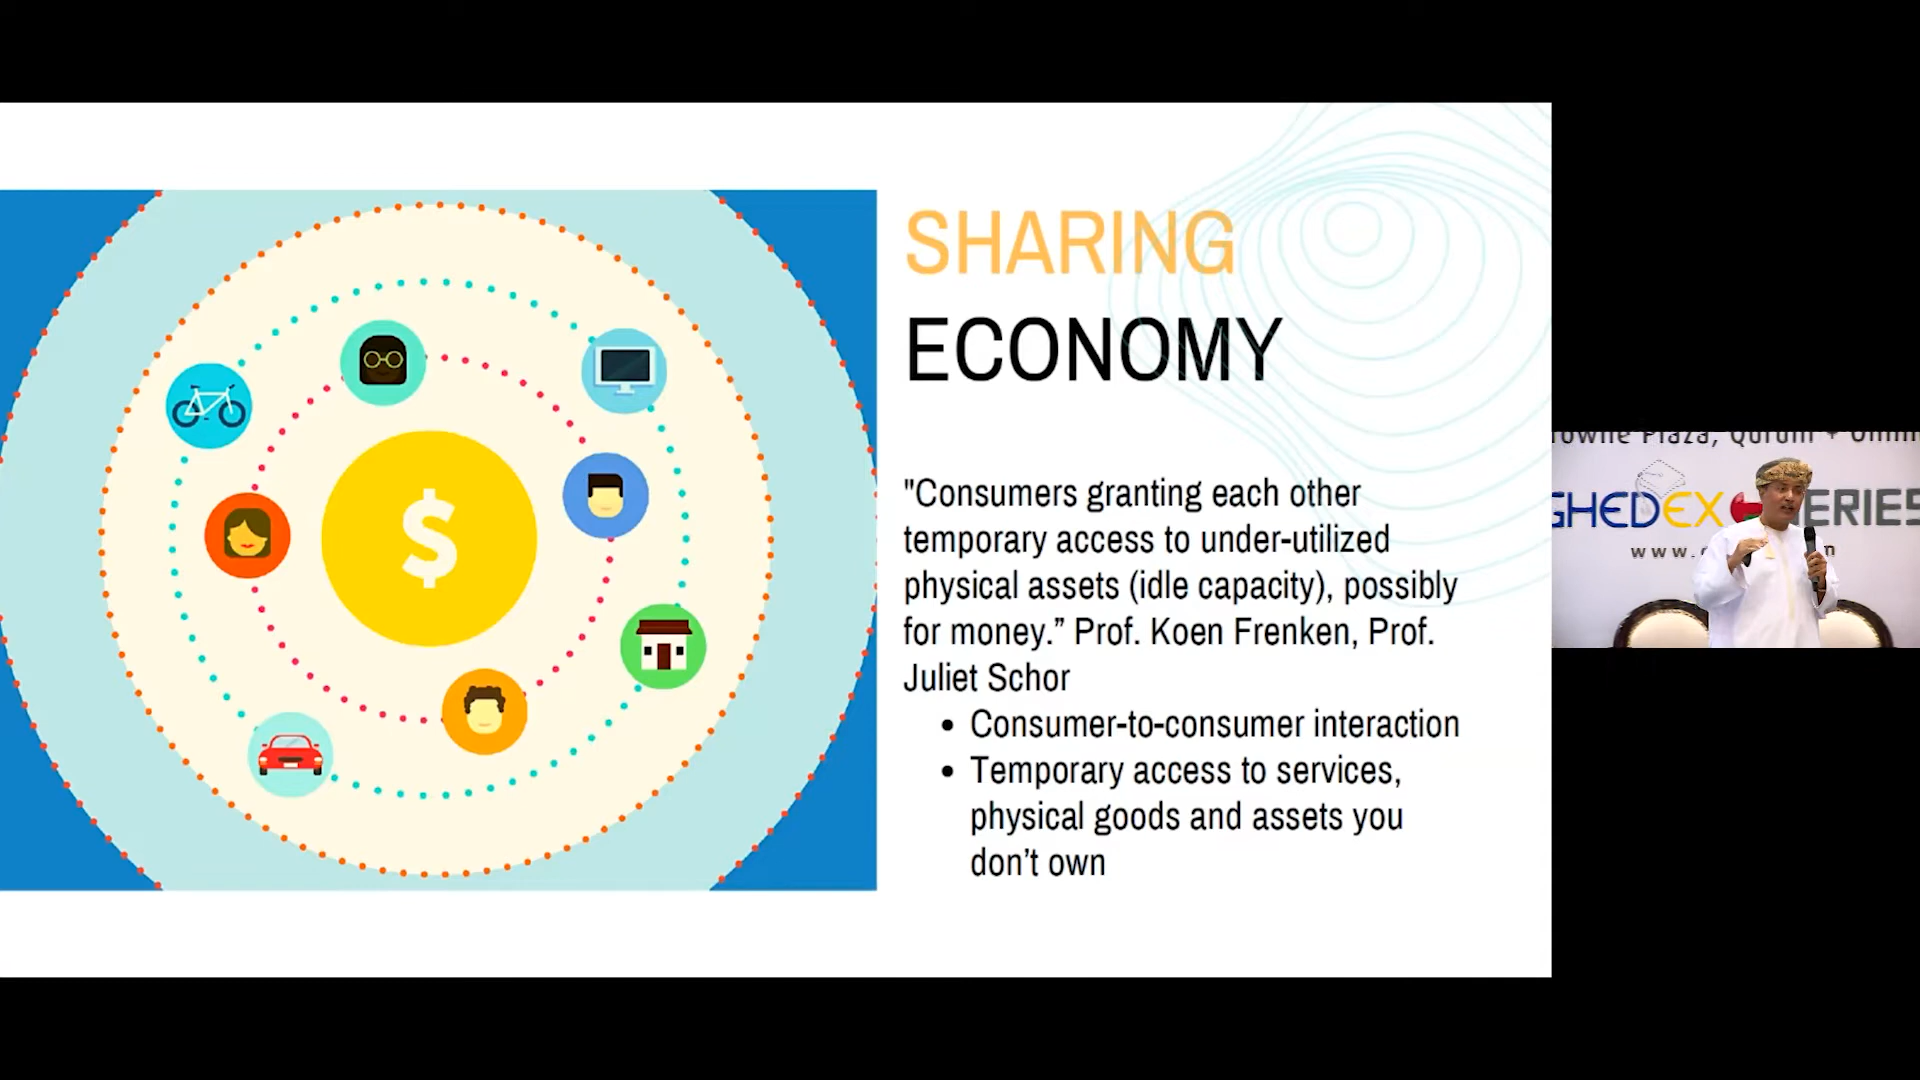 SHARING
ECONOMY
"Consumers granting each other
temporary access to under-utilized
physical assets (idle capacity), possibly
for money.” Prof. Koen Frenken, Prof.
Juliet Schor
• Consumer-to-consumer interaction
• Temporary access to services,
physical goods and assets you
don’t own
$
Plaza, Qurum +
GHEDEX
www.